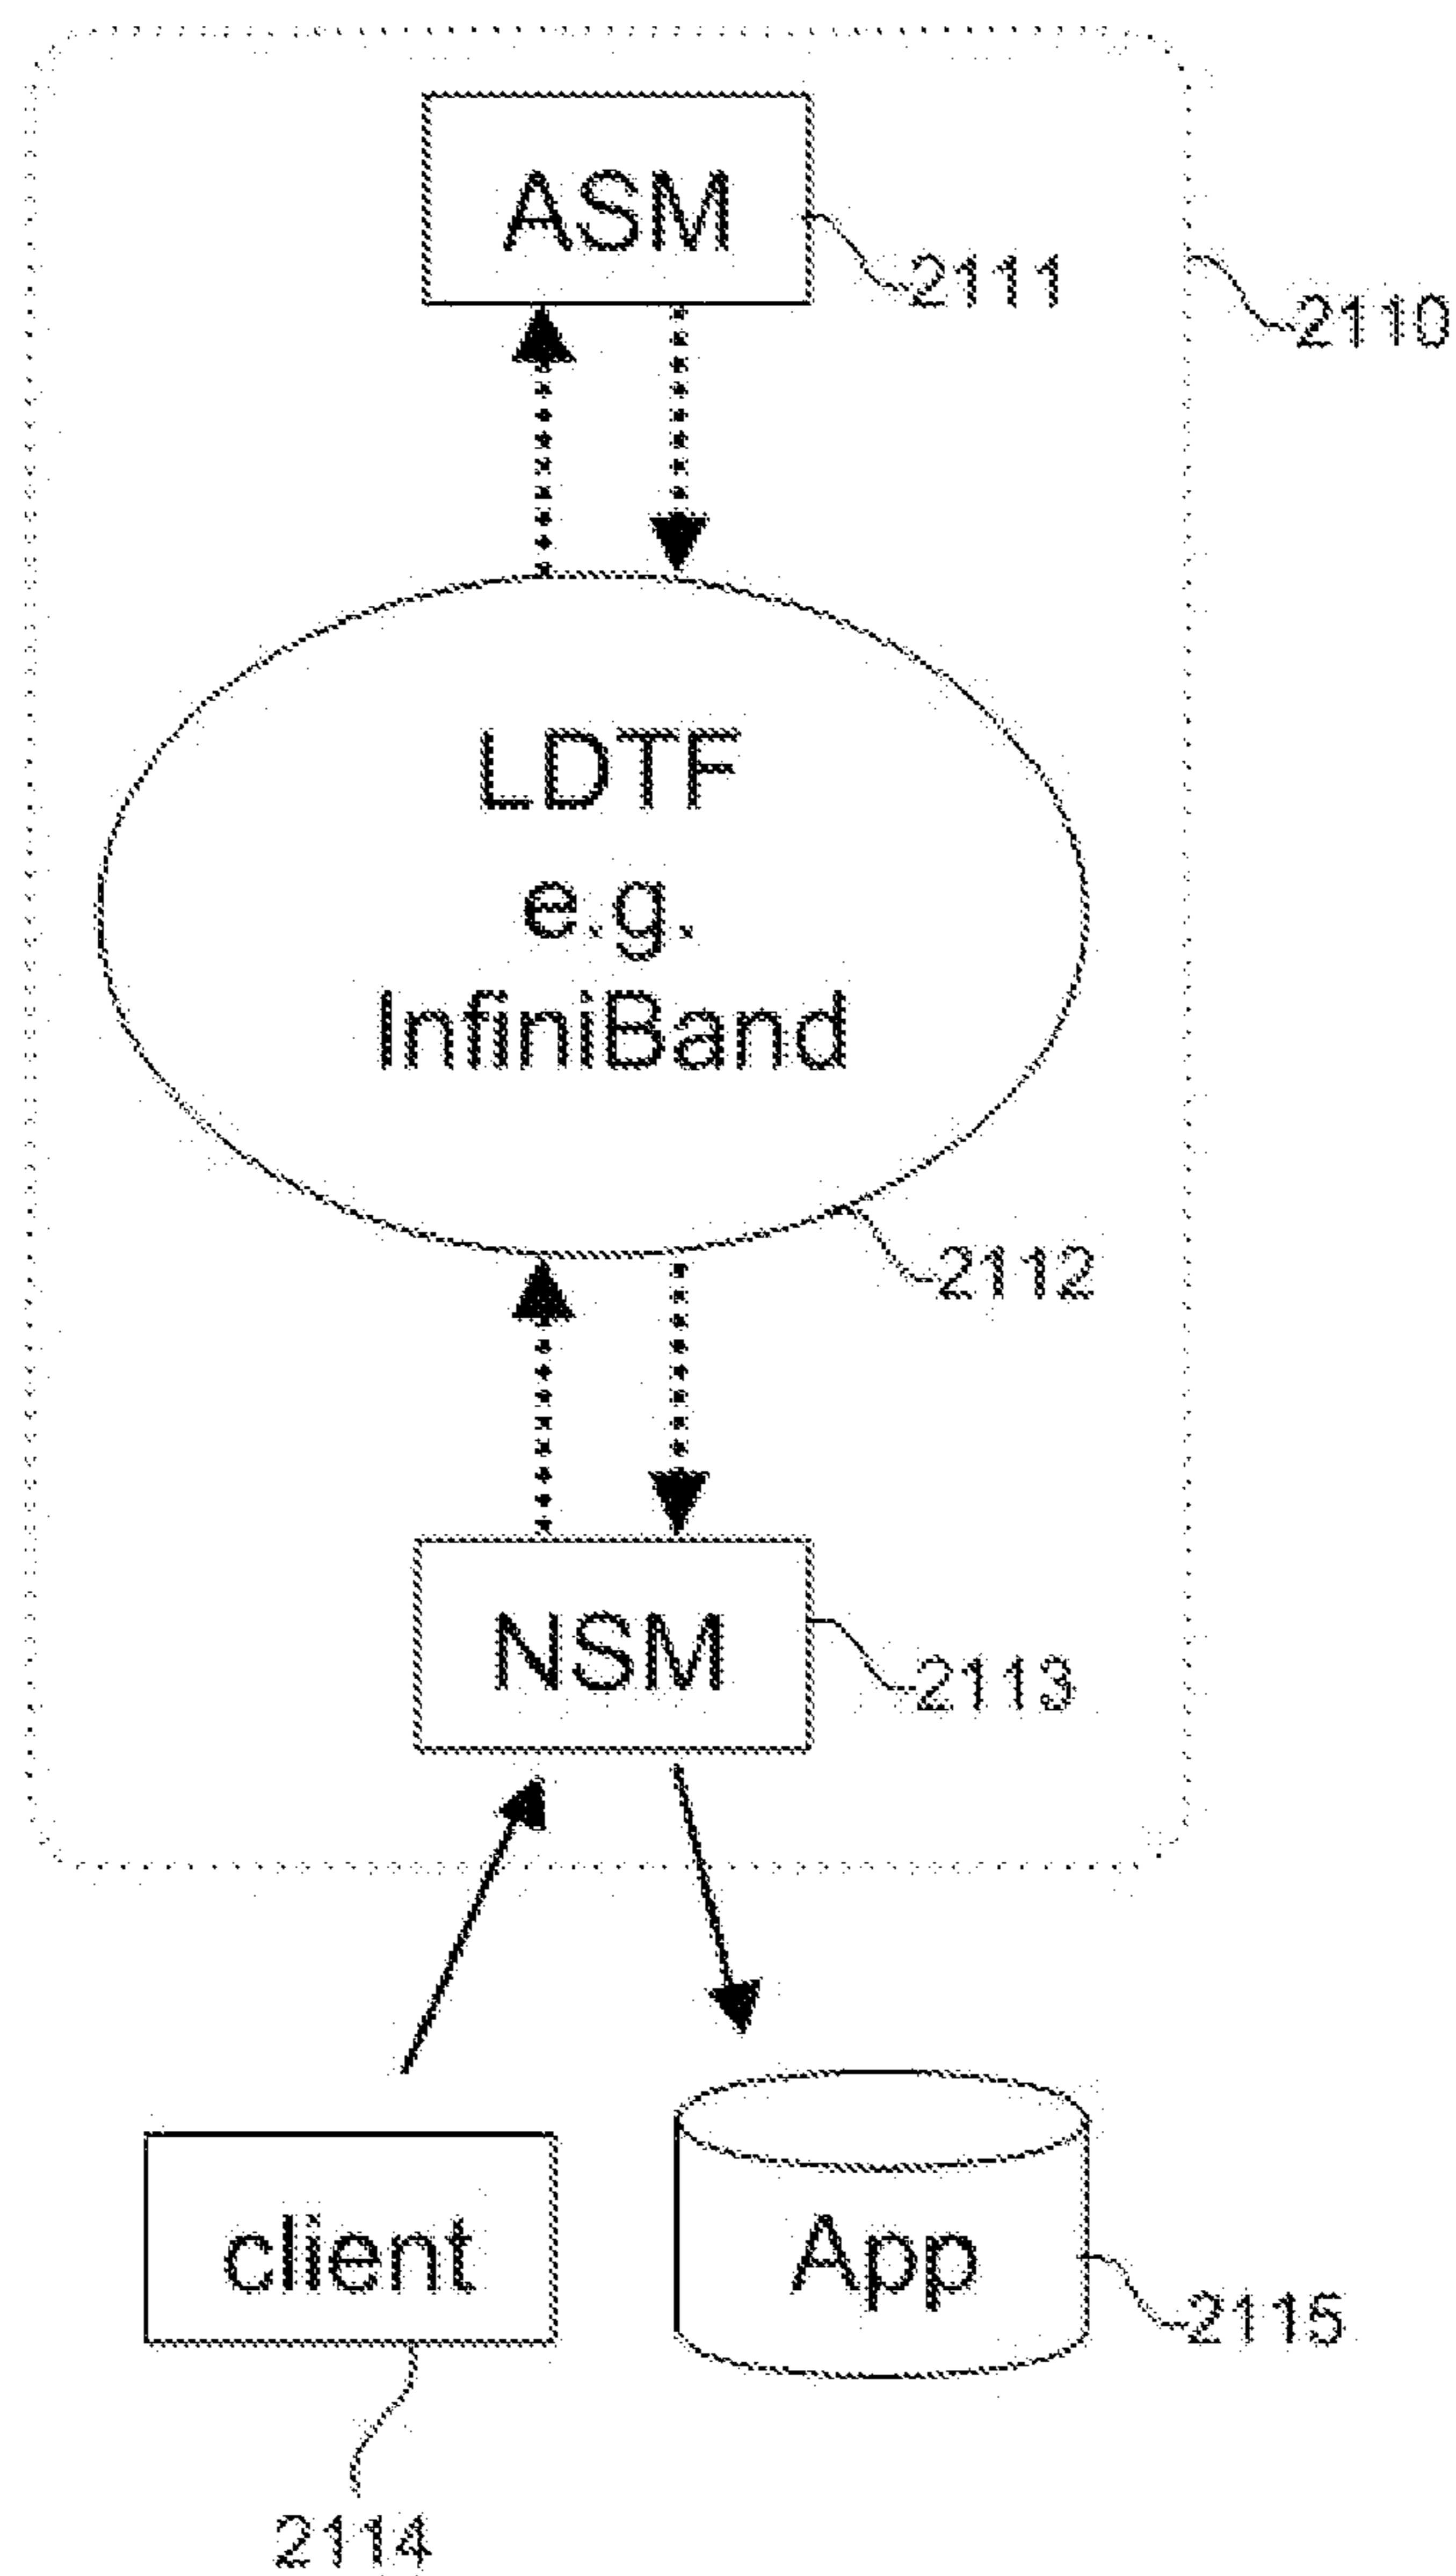 ASM
2111
2110
LDTF
e.g.
InfiniBand
2112
NSM
2113
client
App
2115
2114